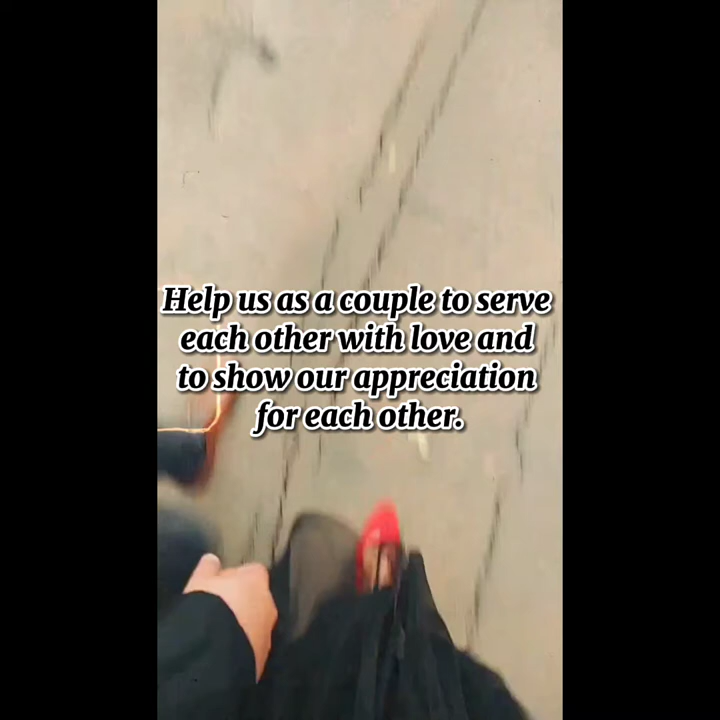 Help us as a couple to serve
each other with love and
to show our appreciation
for each other.